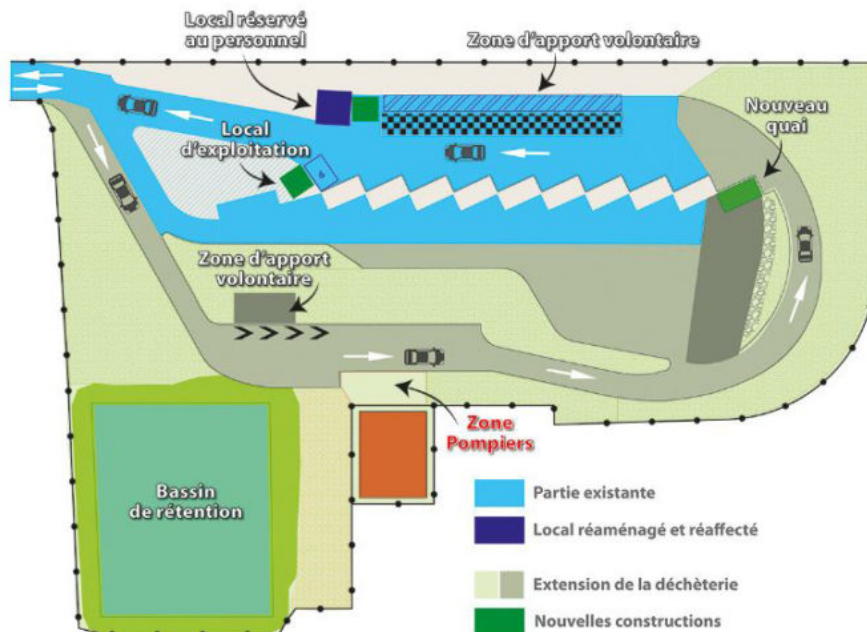 Local réservé
au personnel
Zone d'apport volontaire
Nouveau
quai
Local
d'exploitation
Zone d'apport
volontaire
Zone
Pompiers
Bassin
de rétention
Partie existante
Local réaménagé et réaffecté
Extension de la déchèterie
Nouvelles constructions